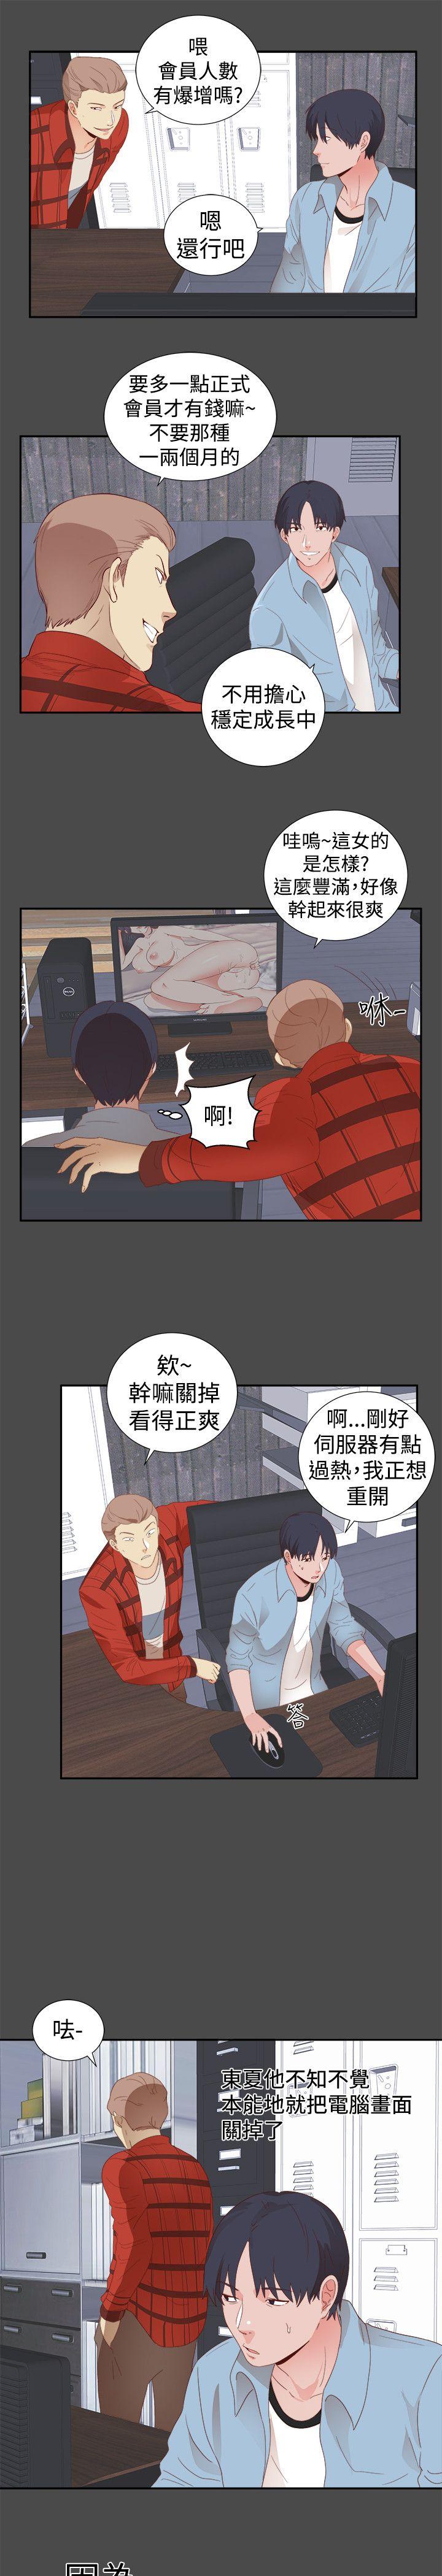 喂
會員人數
有爆增嗎?
嗯
還行吧
要多一點正式
會員才有錢嘛~
不要那種
一兩個月的
不用擔心
穩定成長中
哇嗚~這女的
是怎樣?
這麼豐滿,好像
幹起來很爽
咻-
啊!
欸~
幹嘛關掉
看得正爽
啊...剛好
伺服器有點
過熱,我正想
重開
答
呿-
東夏他不知不覺
本能地就把電腦畫面
關掉了